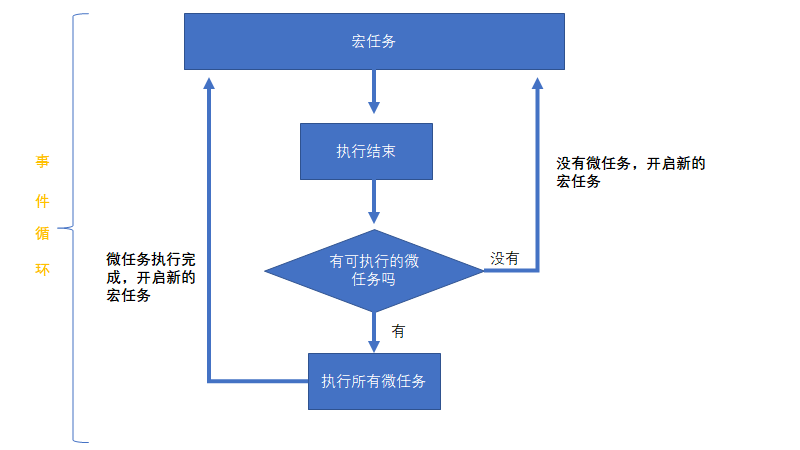 宏任务
执行结束
事
件
循
环
没有微任务，开启新的
宏任务
有可执行的微
任务吗
没有
微任务执行完
成，开启新的
宏任务
有
执行所有微任务